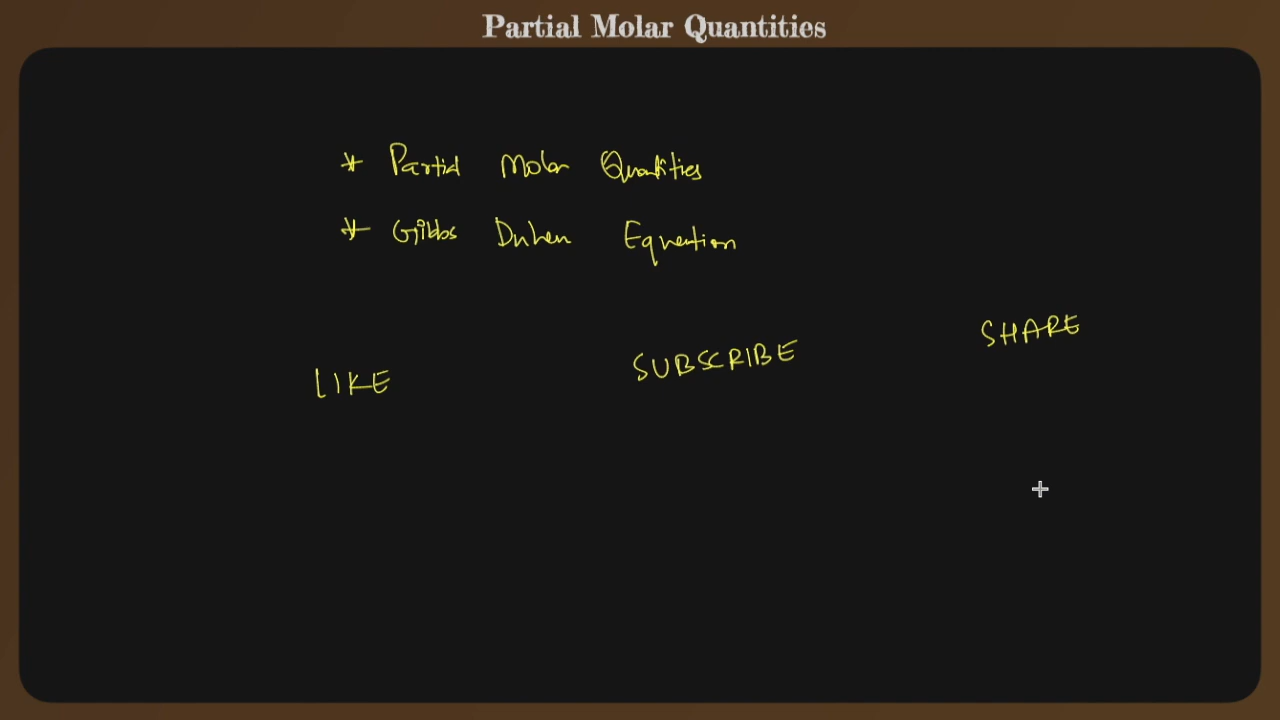 Partial Molar Quantities
* Partial Molar Quantities
* Gibbs Duhem Equation
LIKE SUBSCRIBE SHARE